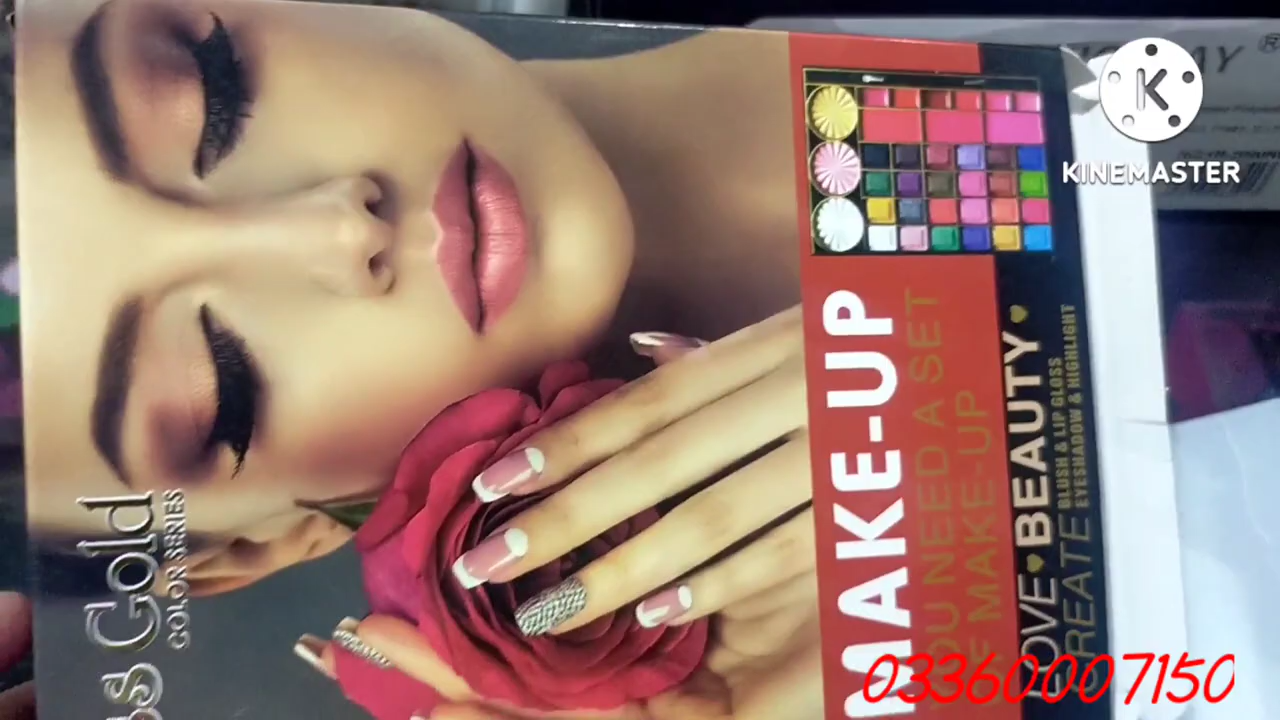 ss Gold
COLOR SERIES
MAKE-UP
YOU NEED A SET
OF MAKE-UP
LOVE BEAUTY
CREATE
BLUSH & LIP GLOSS
EYESHADOW & HIGHLIGHT
KINEMASTER
K
03360007150